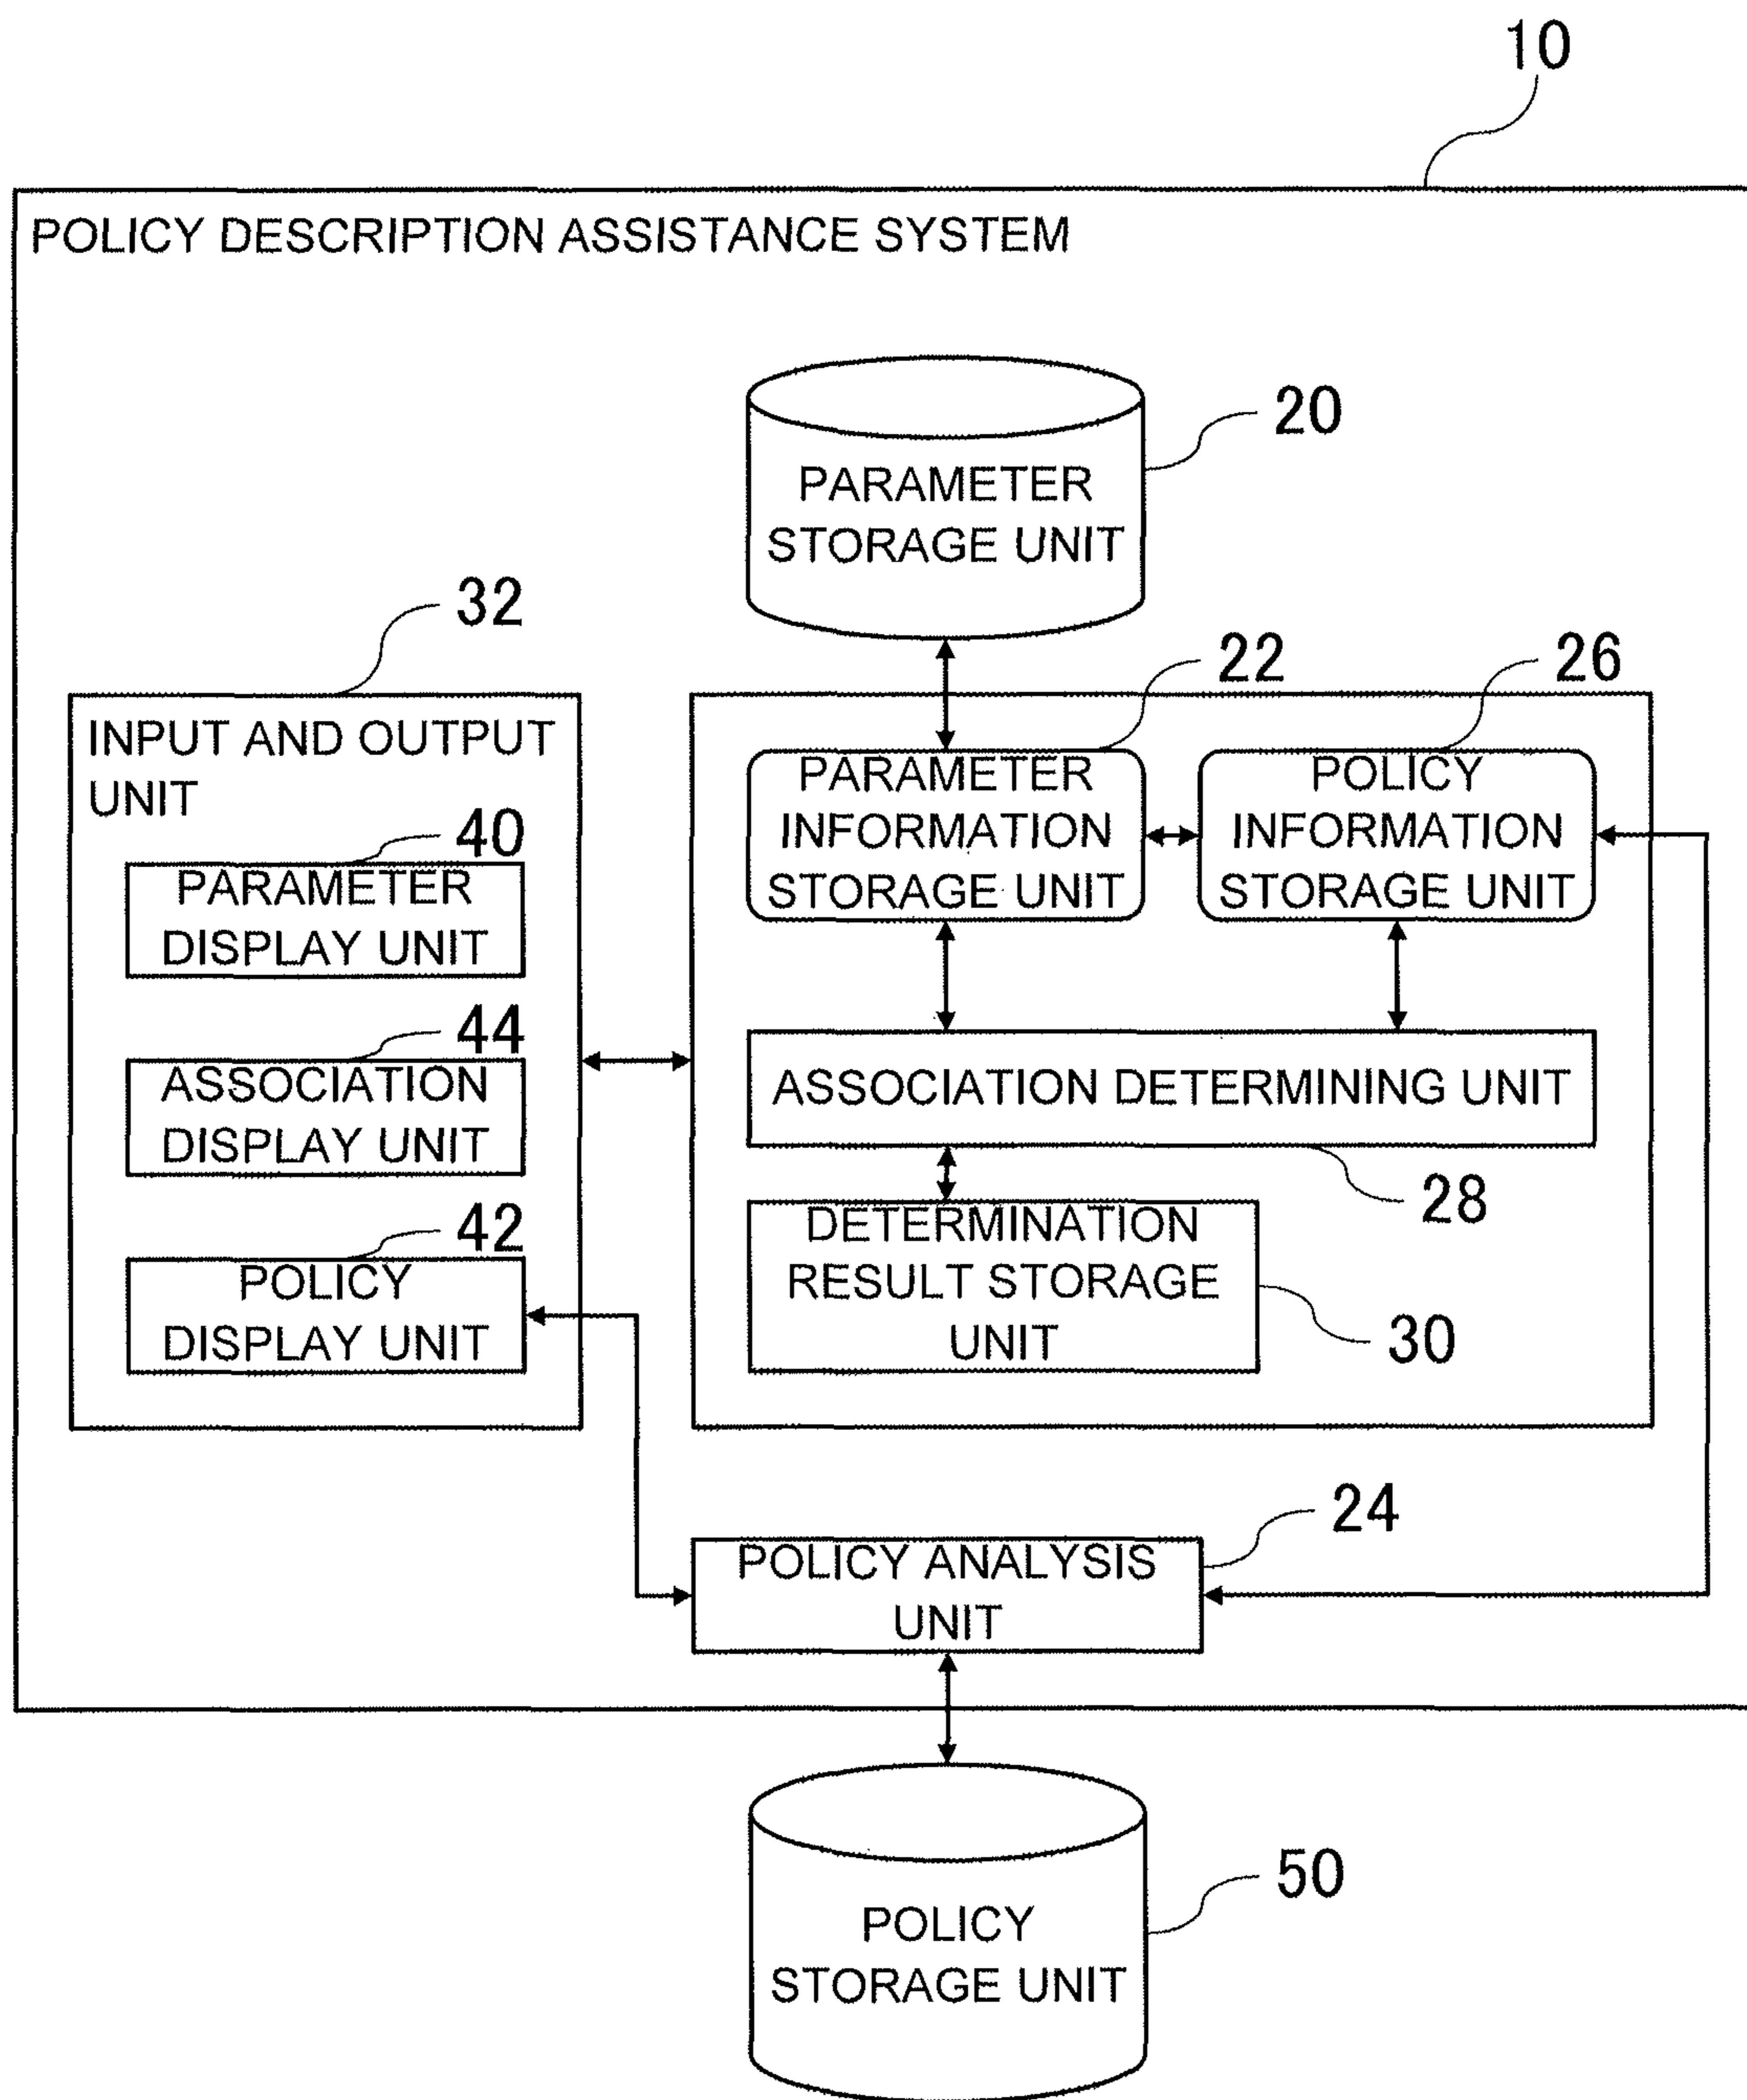 10
POLICY DESCRIPTION ASSISTANCE SYSTEM
20
PARAMETER
STORAGE UNIT
32
INPUT AND OUTPUT
UNIT
40
PARAMETER
DISPLAY UNIT
44
ASSOCIATION
DISPLAY UNIT
42
POLICY
DISPLAY UNIT
22
PARAMETER
INFORMATION
STORAGE UNIT
26
POLICY
INFORMATION
STORAGE UNIT
ASSOCIATION DETERMINING UNIT
28
DETERMINATION
RESULT STORAGE
UNIT
30
24
POLICY ANALYSIS
UNIT
50
POLICY
STORAGE UNIT